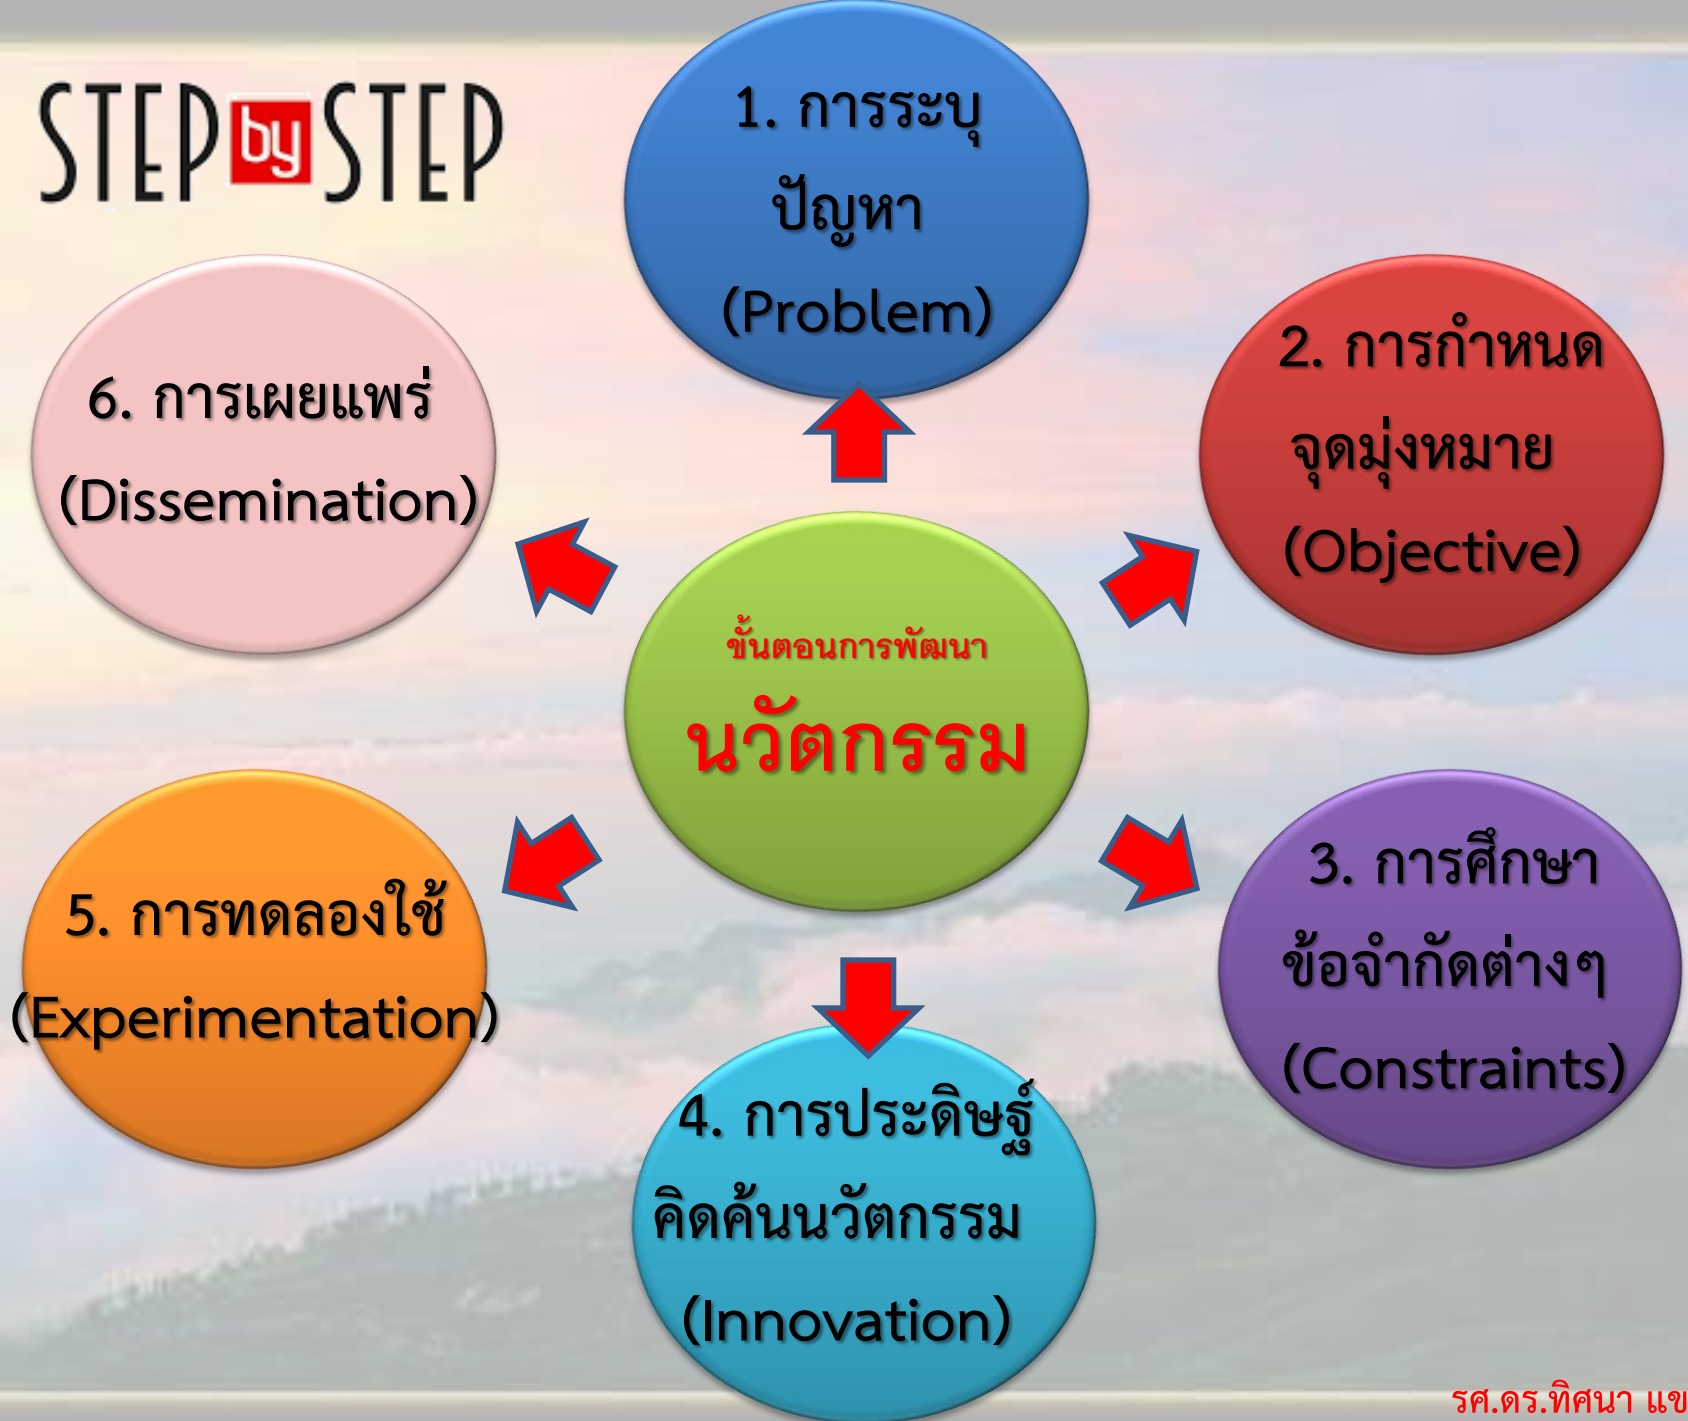 STEP by STEP
1. การระบุ
ปัญหา
(Problem)
2. การกำหนด
จุดมุ่งหมาย
(Objective)
3. การศึกษา
ข้อจำกัดต่างๆ
(Constraints)
4. การประดิษฐ์
คิดค้นนวัตกรรม
(Innovation)
5. การทดลองใช้
(Experimentation)
6. การเผยแพร่
(Dissemination)
ขั้นตอนการพัฒนา
นวัตกรรม
รศ.ดร.ทิศนา แข